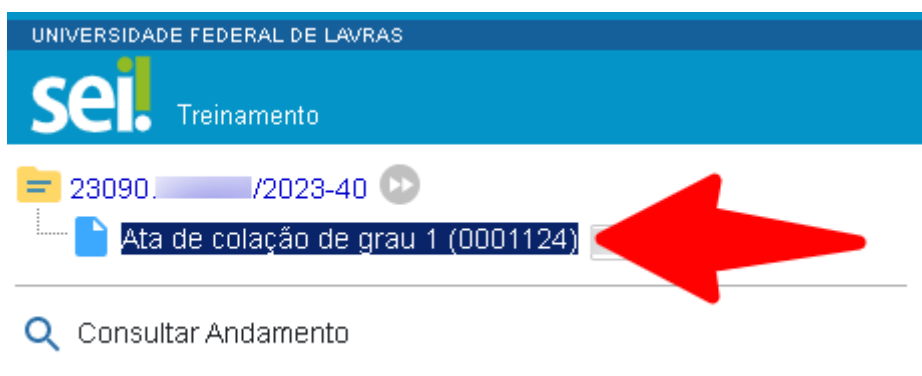 UNIVERSIDADE FEDERAL DE LAVRAS
sei!
Treinamento
23090. /2023-40
Ata de colação de grau 1 (0001124)
Consultar Andamento